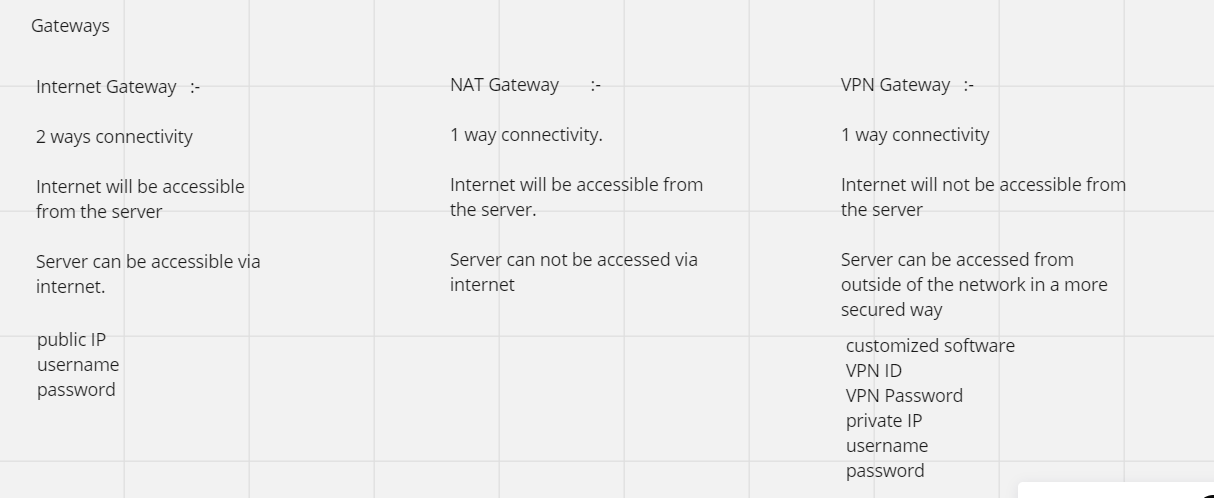 Gateways
Internet Gateway :-
2 ways connectivity
Internet will be accessible
from the server
Server can be accessible via
internet.
public IP
username
password
NAT Gateway :-
1 way connectivity.
Internet will be accessible from
the server.
Server can not be accessed via
internet
VPN Gateway :-
1 way connectivity
Internet will not be accessible from
the server
Server can be accessed from
outside of the network in a more
secured way
customized software
VPN ID
VPN Password
private IP
username
password